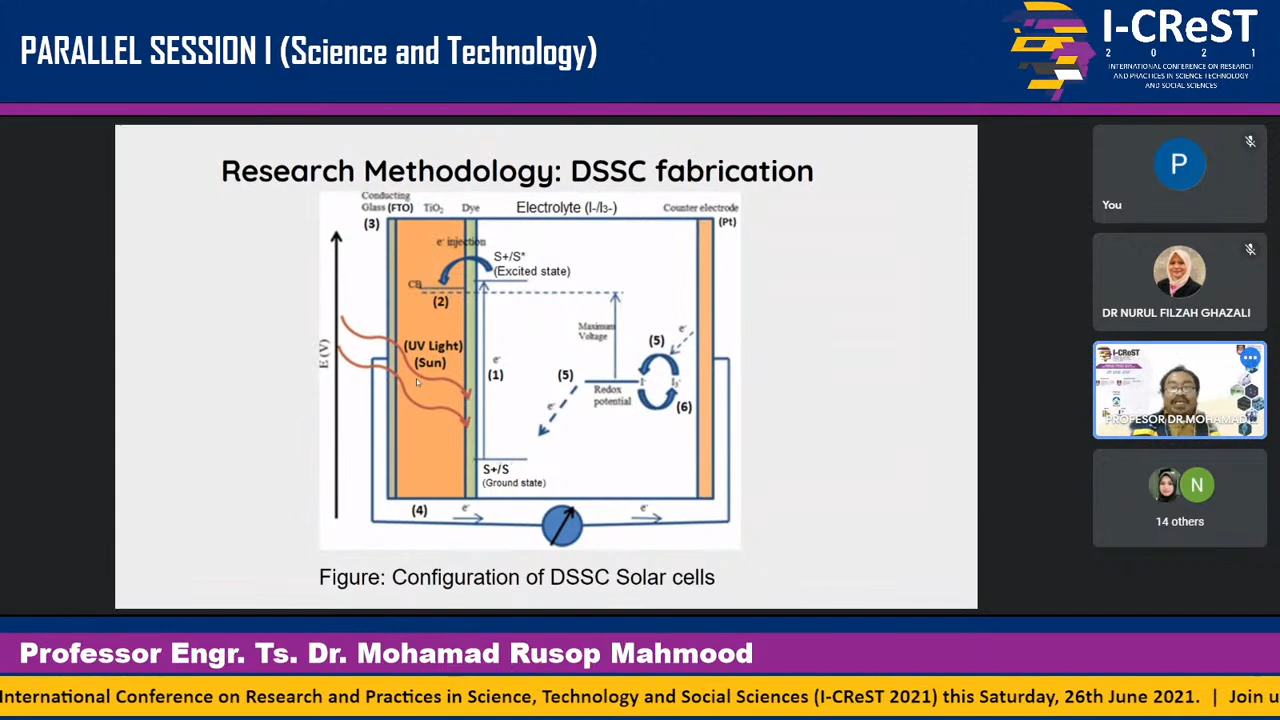 PARALLEL SESSION I (Science and Technology)
I-CReST
2 0 2 1
INTERNATIONAL CONFERENCE ON RESEARCH
AND PRACTICES IN SCIENCE TECHNOLOGY
AND SOCIAL SCIENCES
Research Methodology: DSSC fabrication
Conducting
Glass (FTO) TiO2 Dye Electrolyte (I-/I3-) Counter electrode
(3) (Pt)
e- injection
S+/S*
(Excited state)
CB
(2)
Maximum
Voltage
e-
(5)
(UV Light)
(Sun)
E (V)
e-
(1)
(5)
I- I3-
Redox
potential
(6)
e-
S+/S
(Ground state)
(4) e- e-
Figure: Configuration of DSSC Solar cells
P
You
DR NURUL FILZAH GHAZALI
I-CReST
PROFESOR DR.MOHAMAD
N
14 others
Professor Engr. Ts. Dr. Mohamad Rusop Mahmood
International Conference on Research and Practices in Science, Technology and Social Sciences (I-CReST 2021) this Saturday, 26th June 2021. | Join u